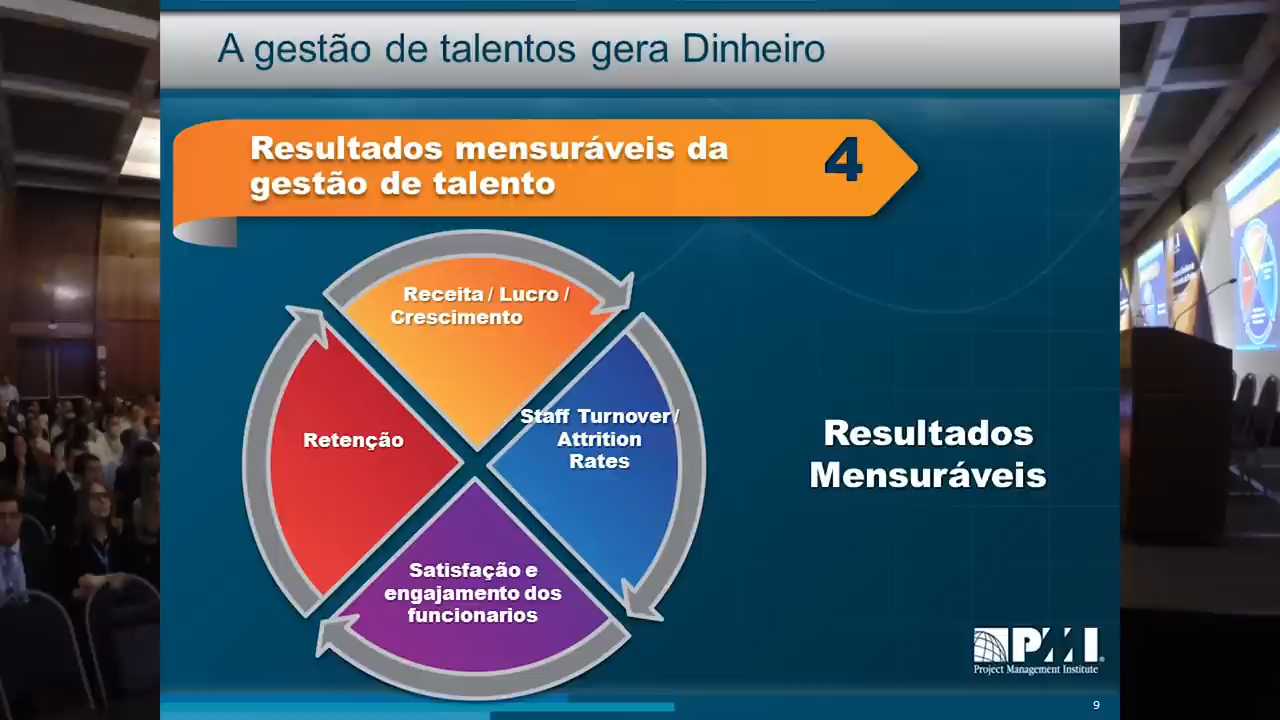 A gestão de talentos gera Dinheiro
Resultados mensuráveis da
gestão de talento
4
Receita / Lucro /
Crescimento
Staff Turnover /
Attrition
Rates
Retenção
Satisfação e
engajamento dos
funcionarios
Resultados
Mensuráveis
PMI®
Project Management Institute
9